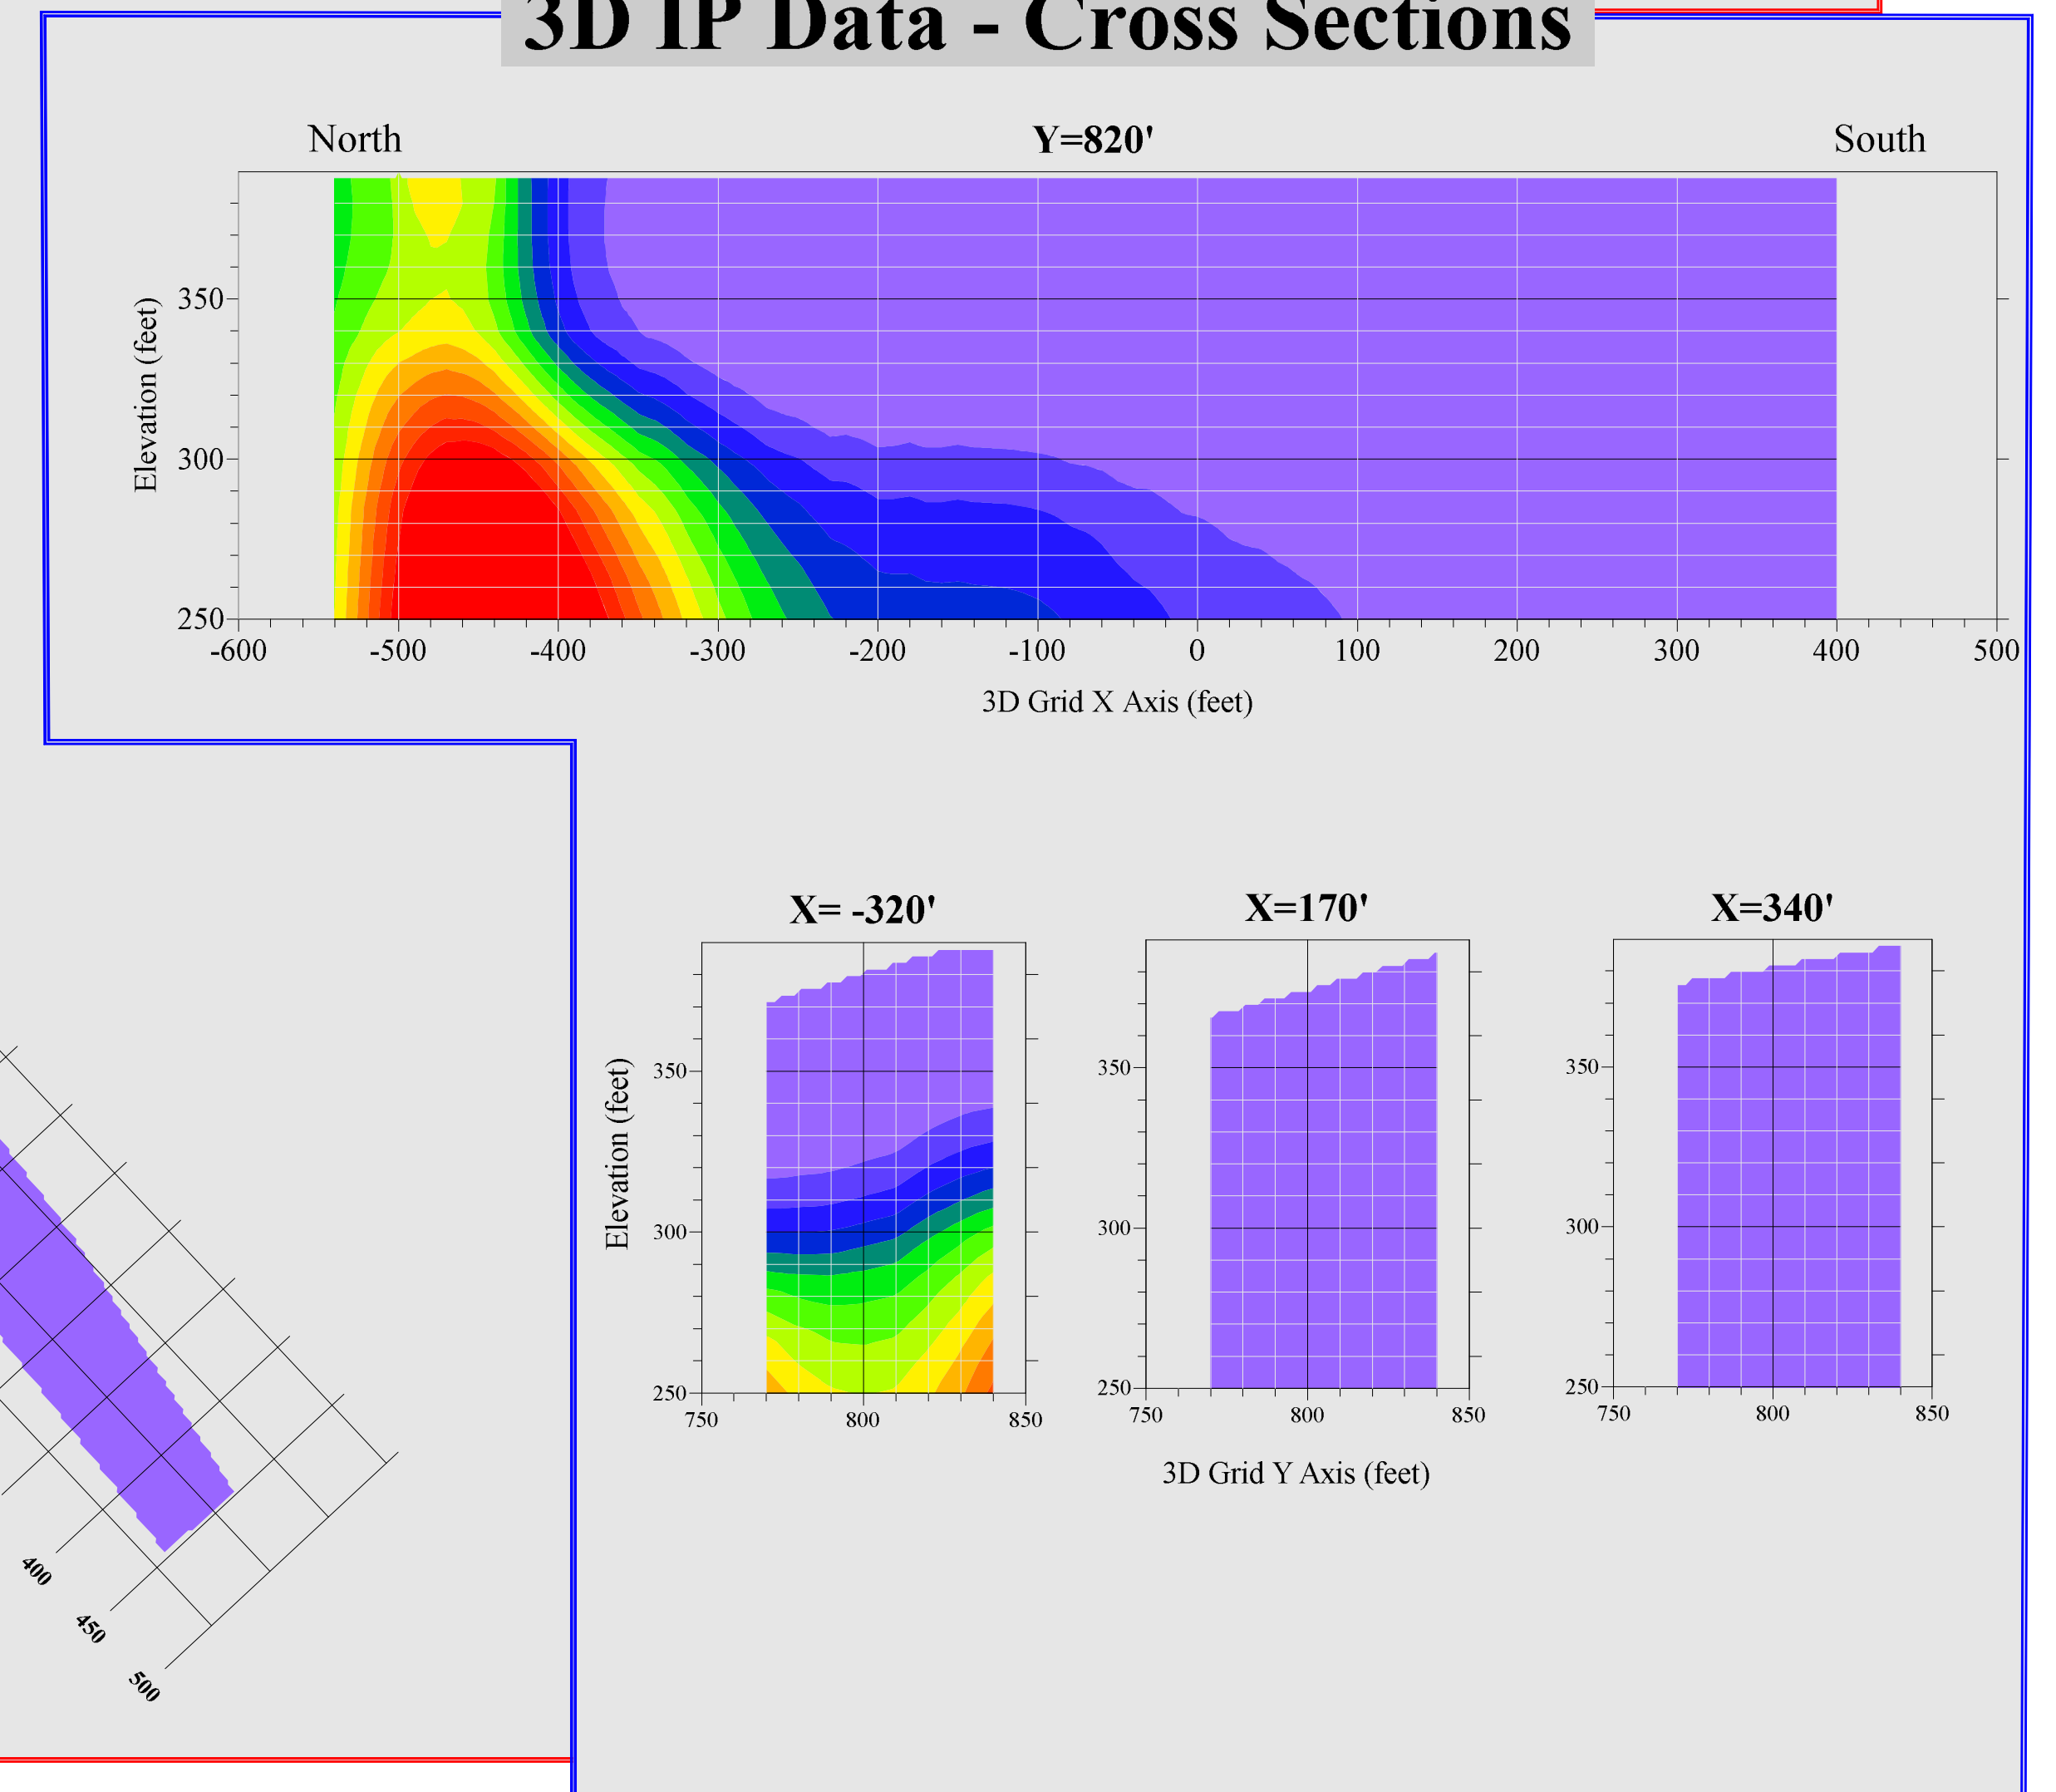 3D IP Data - Cross Sections
North
Y=820'
South
Elevation (feet)
350
300
250
-600 -500 -400 -300 -200 -100 0 100 200 300 400 500
3D Grid X Axis (feet)
X= -320'
X=170'
X=340'
Elevation (feet)
350
300
250
750 800 850
350
300
250
750 800 850
350
300
250
750 800 850
3D Grid Y Axis (feet)
400
450
500